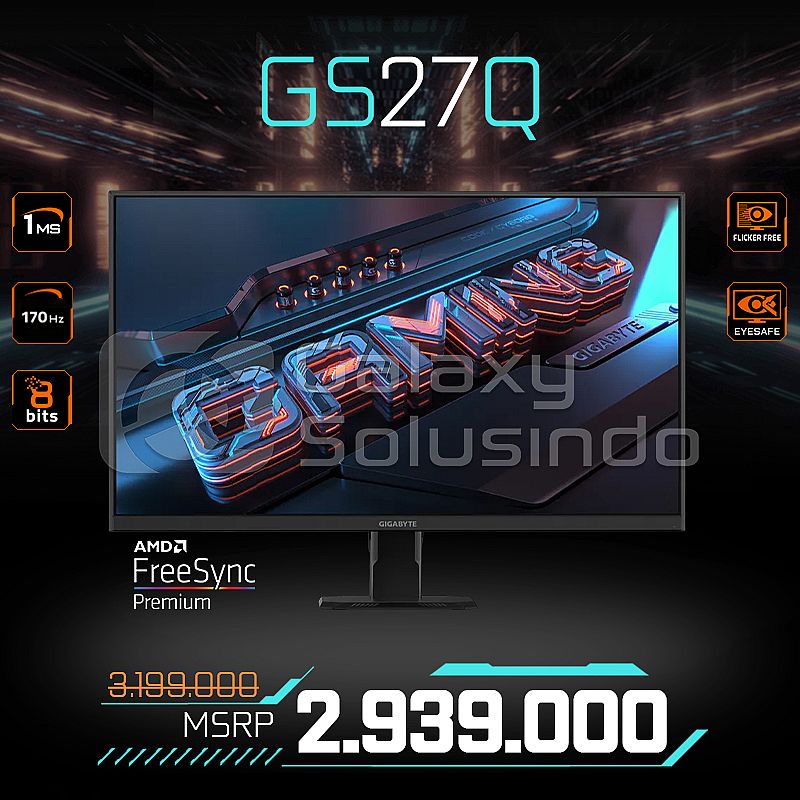 GS27Q
1MS
170Hz
8
bits
FLICKER FREE
EYESAFE
GAMING
GIGABYTE
Galaxy
Solusindo
GIGABYTE
AMD
FreeSync
Premium
3.199.000
MSRP
2.939.000